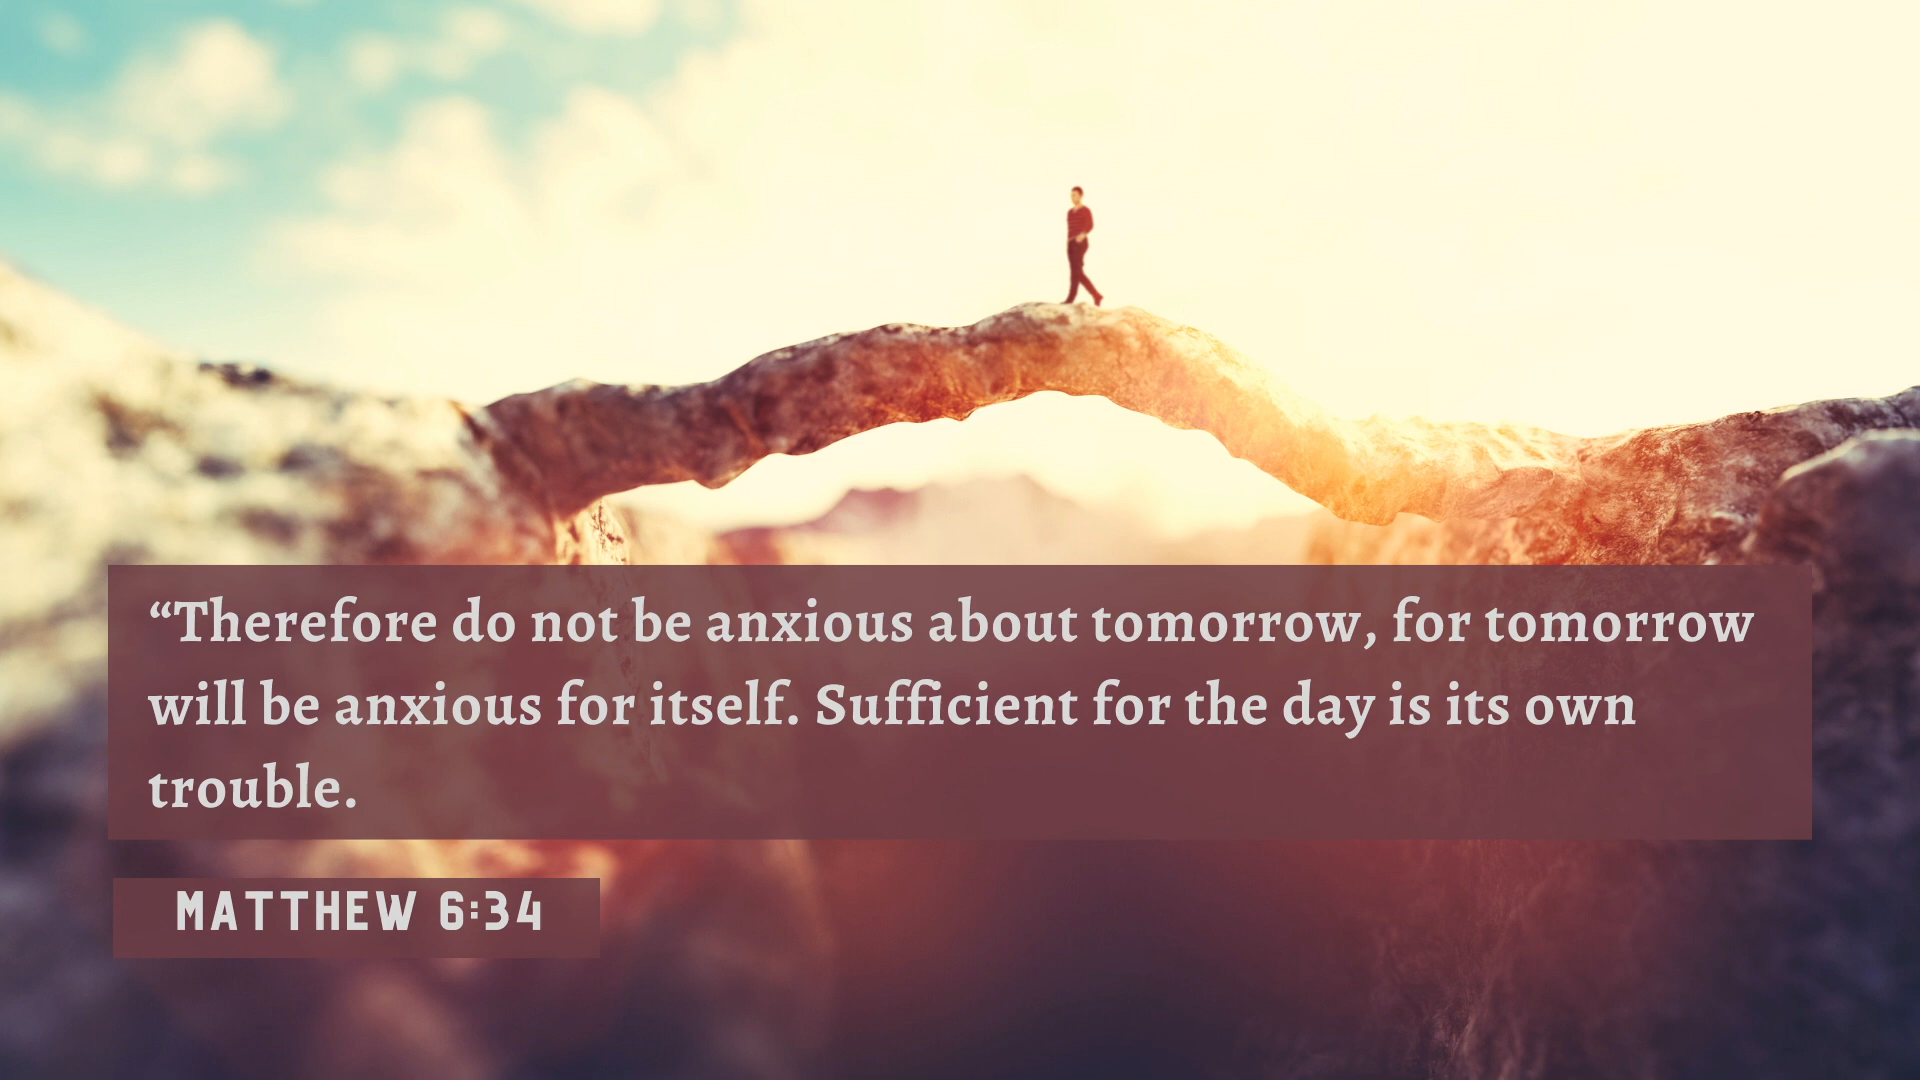 “Therefore do not be anxious about tomorrow, for tomorrow
will be anxious for itself. Sufficient for the day is its own
trouble.
MATTHEW 6:34